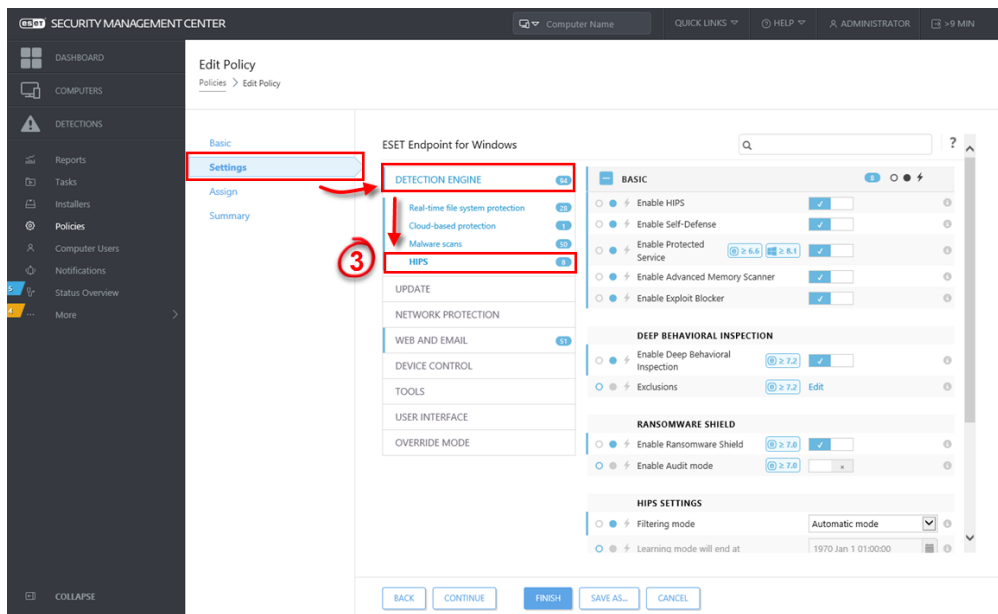 eset SECURITY MANAGEMENT CENTER
Computer Name
QUICK LINKS
HELP
ADMINISTRATOR
>9 MIN
DASHBOARD
COMPUTERS
DETECTIONS
Reports
Tasks
Installers
Policies
Computer Users
Notifications
Status Overview
More
COLLAPSE
Edit Policy
Policies > Edit Policy
Basic
Settings
Assign
Summary
3
ESET Endpoint for Windows
?
DETECTION ENGINE 94
Real-time file system protection 28
Cloud-based protection 1
Malware scans 50
HIPS 8
UPDATE
NETWORK PROTECTION
WEB AND EMAIL 51
DEVICE CONTROL
TOOLS
USER INTERFACE
OVERRIDE MODE
BASIC 8
Enable HIPS
Enable Self-Defense
Enable Protected
Service ≥ 6.6 ≥ 8.1
Enable Advanced Memory Scanner
Enable Exploit Blocker
DEEP BEHAVIORAL INSPECTION
Enable Deep Behavioral
Inspection ≥ 7.2
Exclusions ≥ 7.2 Edit
RANSOMWARE SHIELD
Enable Ransomware Shield ≥ 7.0
Enable Audit mode ≥ 7.0
HIPS SETTINGS
Filtering mode Automatic mode
Learning mode will end at 1970 Jan 1 01:00:00
BACK CONTINUE FINISH SAVE AS... CANCEL